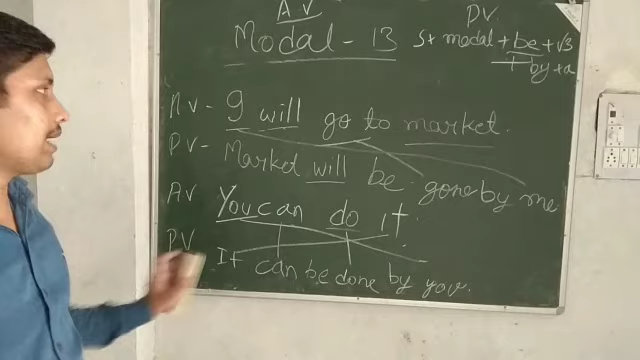 AV
Modal - 13
PV
S+ modal + be + v3
+ by + a
AV - I will go to market.
PV - Market will be gone by me
AV You can do it.
PV It can be done by you.